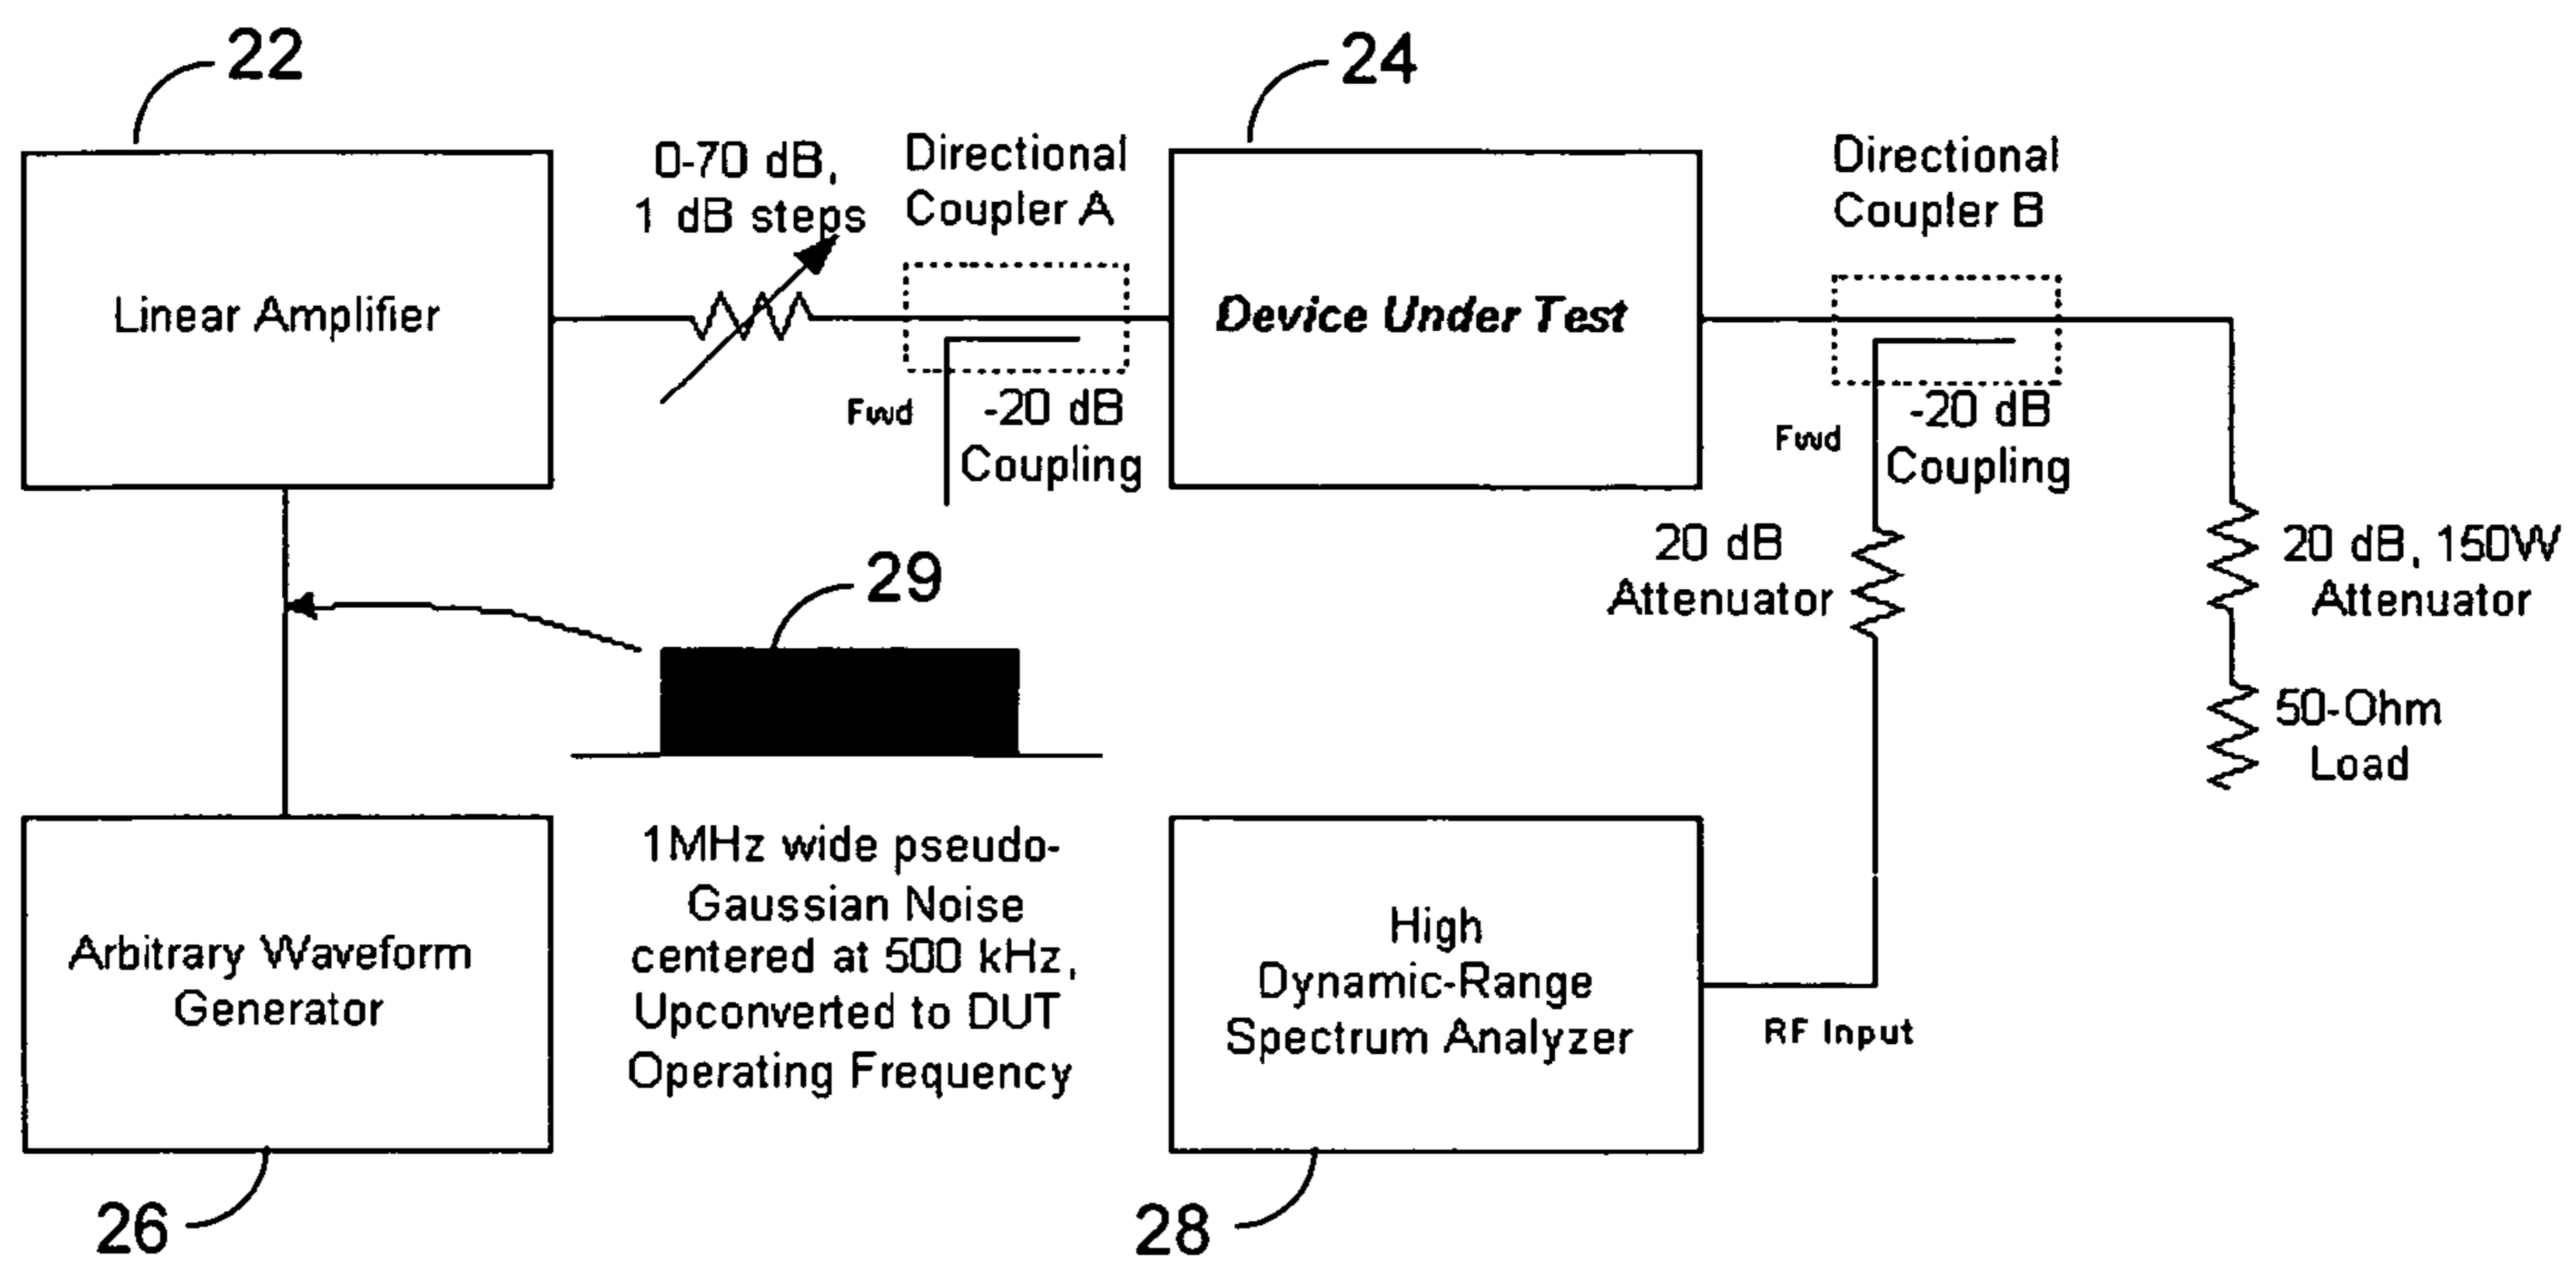 22
24
0-70 dB,
1 dB steps
Directional
Coupler A
Directional
Coupler B
Linear Amplifier
Device Under Test
Fwd
-20 dB
Coupling
Fwd
-20 dB
Coupling
20 dB
Attenuator
20 dB, 150W
Attenuator
29
50-Ohm
Load
1MHz wide pseudo-
Gaussian Noise
centered at 500 kHz,
Upconverted to DUT
Operating Frequency
Arbitrary Waveform
Generator
High
Dynamic-Range
Spectrum Analyzer
RF Input
26
28